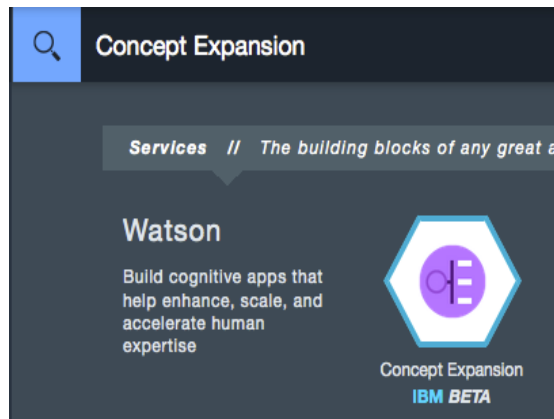 Concept Expansion
Services // The building blocks of any great
Watson
Build cognitive apps that
help enhance, scale, and
accelerate human
expertise
Concept Expansion
IBM BETA